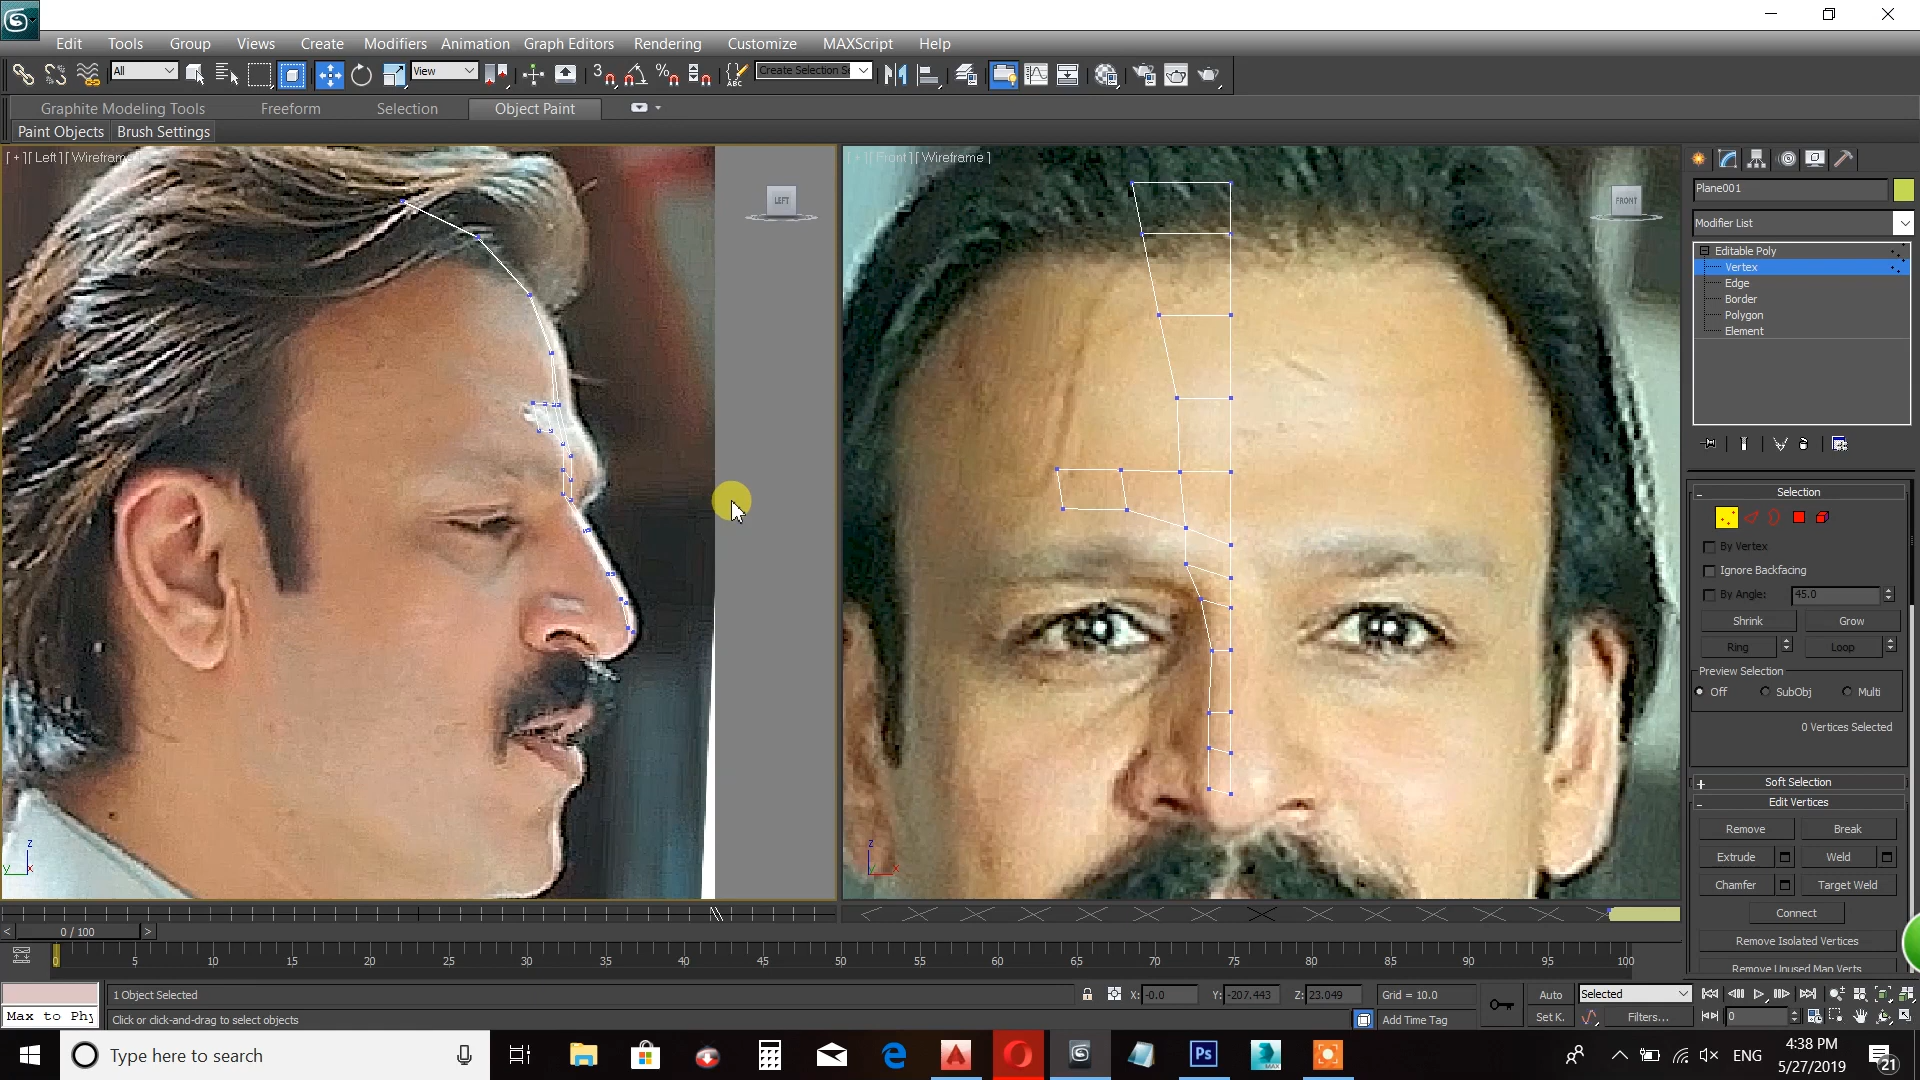 Edit Tools Group Views Create Modifiers Animation Graph Editors Rendering Customize MAXScript Help
All View 3 ABC Create Selection Se
Graphite Modeling Tools Freeform Selection Object Paint
Paint Objects Brush Settings
[ + ][ Left ][ Wireframe
[ + ][ Front ][ Wireframe ]
LEFT
FRONT
Plane001
Modifier List
Editable Poly
Vertex
Edge
Border
Polygon
Element
Selection
By Vertex
Ignore Backfacing
By Angle: 45.0
Shrink Grow
Ring Loop
Preview Selection
Off SubObj Multi
0 Vertices Selected
Soft Selection
Edit Vertices
Remove Break
Extrude Weld
Chamfer Target Weld
Connect
Remove Isolated Vertices
Remove Unused Map Verts
z
y x
z
x
< 0 / 100 >
0 5 10 15 20 25 30 35 40 45 50 55 60 65 70 75 80 85 90 95 100
1 Object Selected X: -0.0 Y: -207.443 Z: 23.049 Grid = 10.0 Auto Selected
Max to Phy Click or click-and-drag to select objects Add Time Tag Set K. Filters... 0
Type here to search Ps MAX ENG 4:38 PM
5/27/2019 21